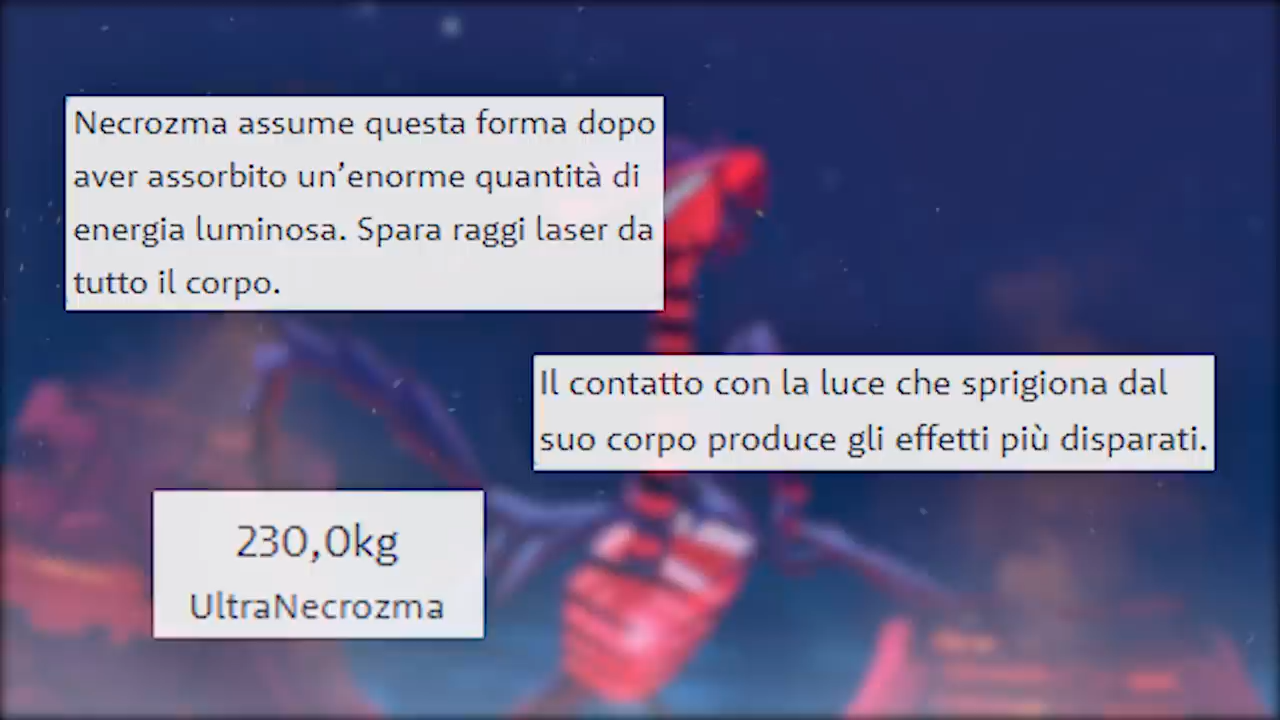 Necrozma assume questa forma dopo
aver assorbito un’enorme quantità di
energia luminosa. Spara raggi laser da
tutto il corpo.
Il contatto con la luce che sprigiona dal
suo corpo produce gli effetti più disparati.
230,0kg
UltraNecrozma